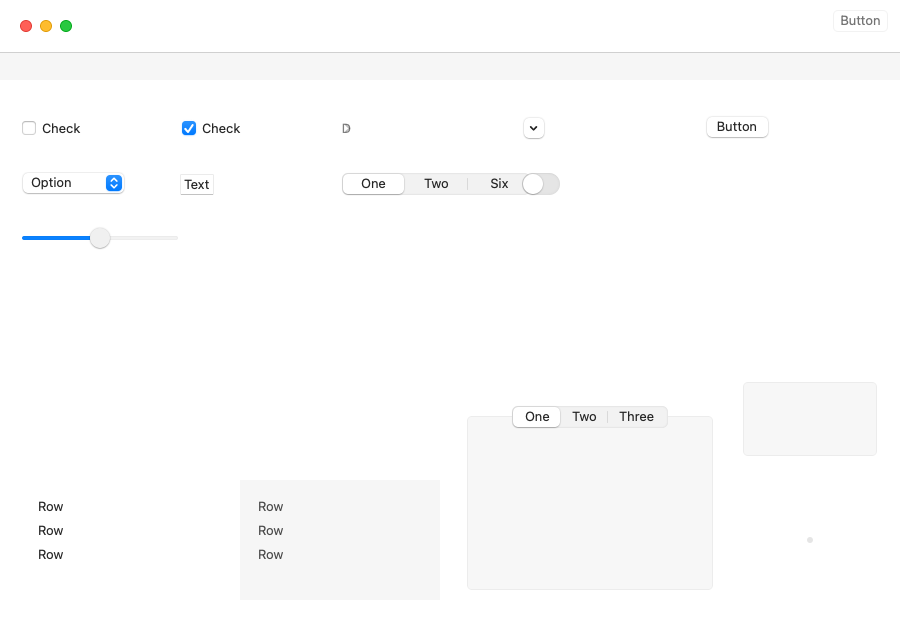 Button
Check
Check
Button
Option
Text
One
Two
Six
One
Two
Three
Row
Row
Row
Row
Row
Row